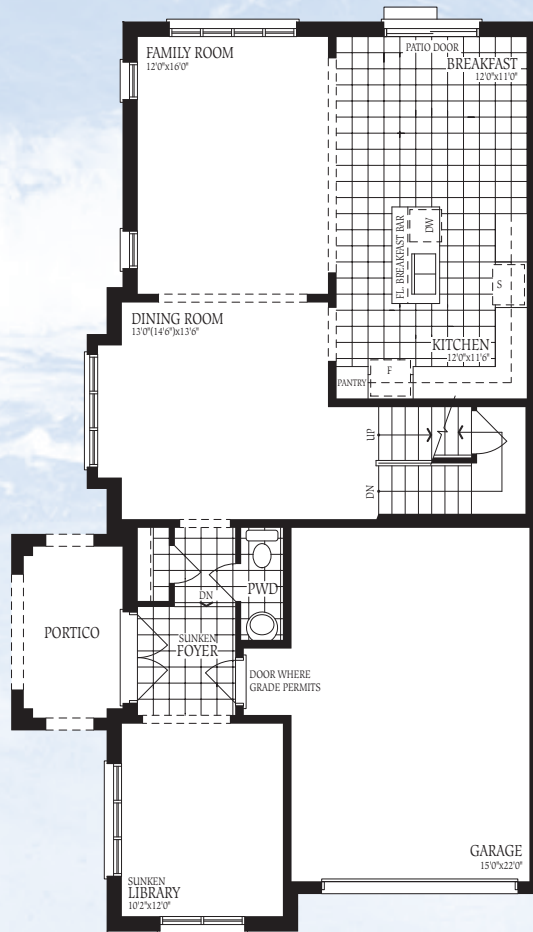 FAMILY ROOM
12'0"x16'0"
PATIO DOOR
BREAKFAST
12'0"x11'0"
FL. BREAKFAST BAR
DW
S
DINING ROOM
13'0"(14'6")x13'6"
KITCHEN
12'0"x11'6"
F
PANTRY
UP
DN
DN
PWD
PORTICO
SUNKEN
FOYER
DOOR WHERE
GRADE PERMITS
GARAGE
15'0"x22'0"
SUNKEN
LIBRARY
10'2"x12'0"